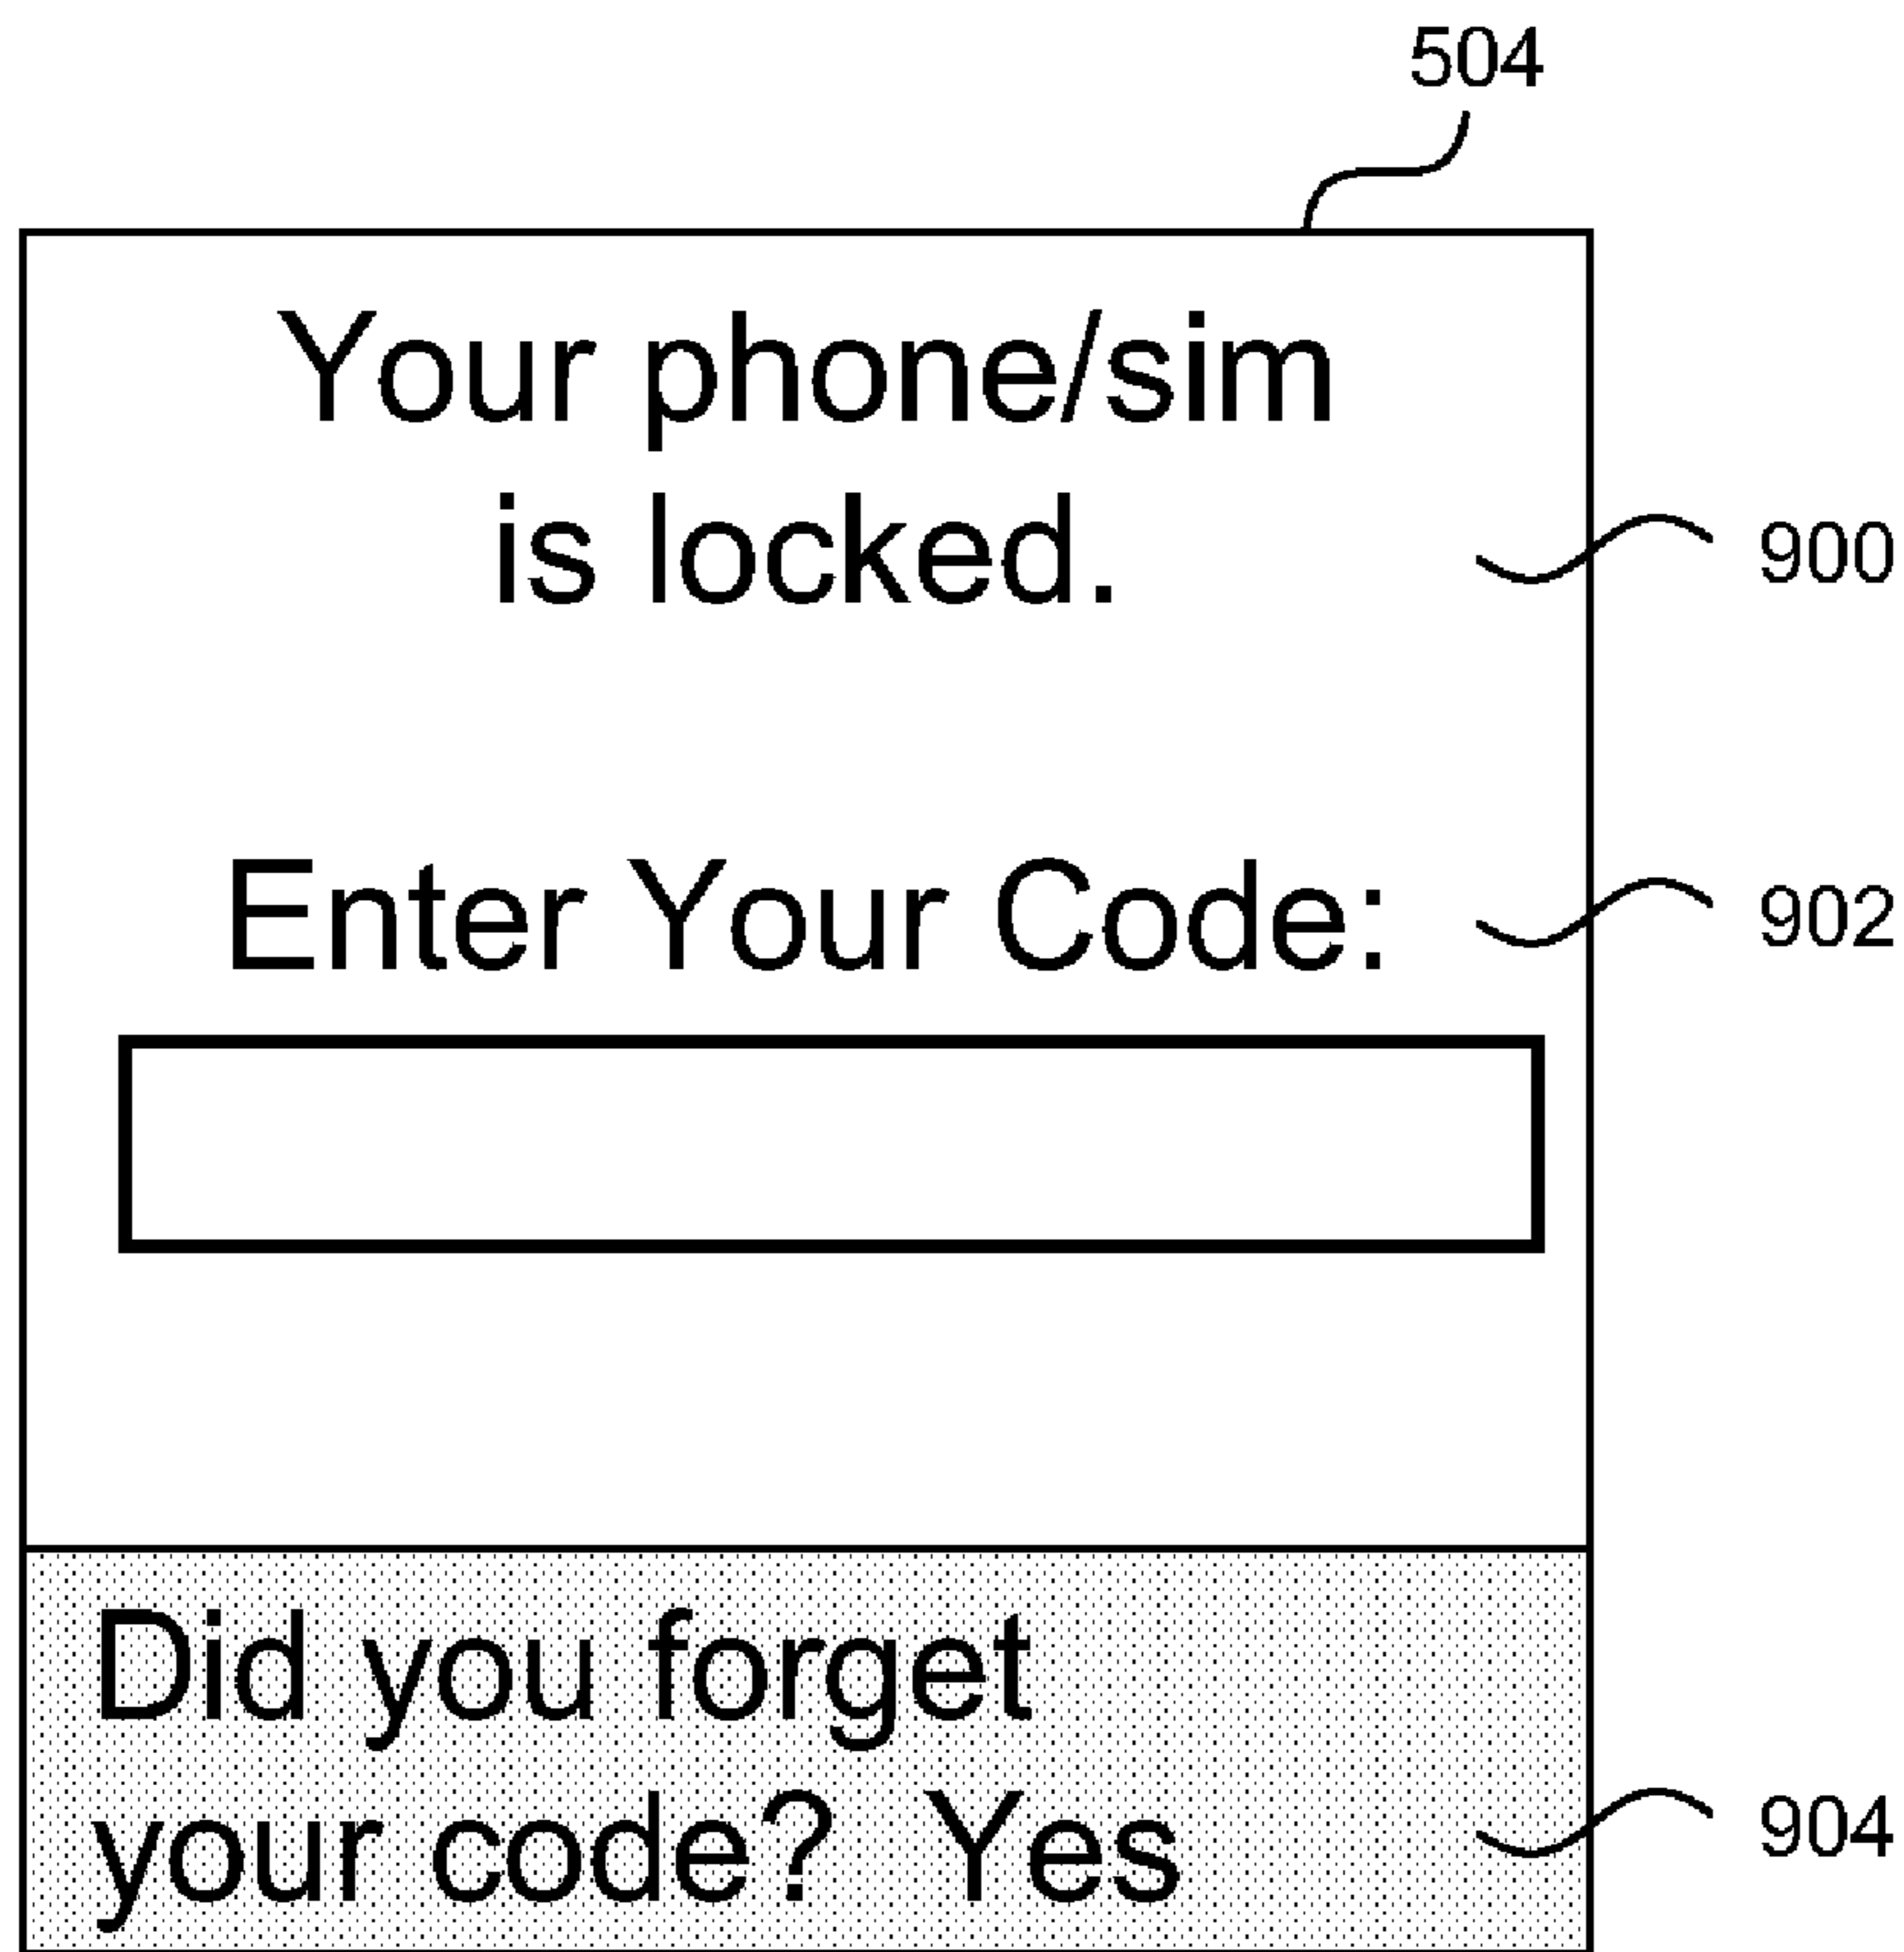 504
Your phone/sim
is locked.
900
Enter Your Code:
902
Did you forget
your code? Yes
904